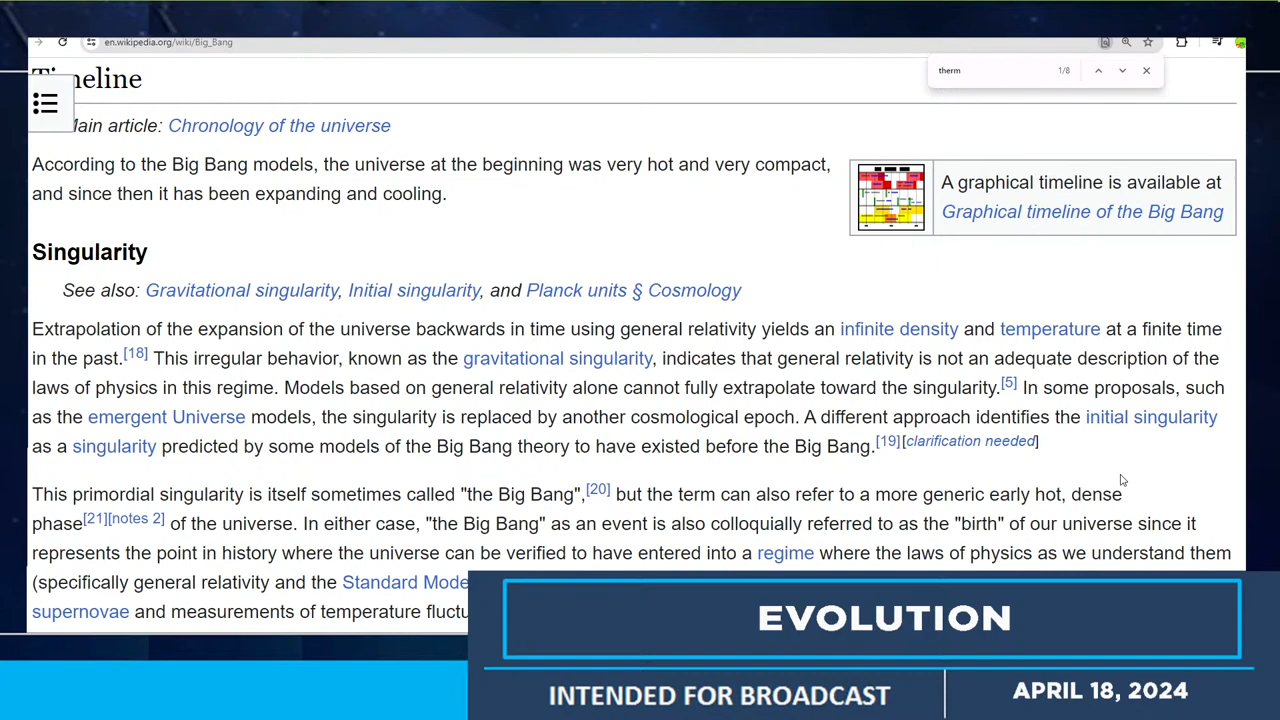 en.wikipedia.org/wiki/Big_Bang
therm 1/8
Timeline
Main article: Chronology of the universe
According to the Big Bang models, the universe at the beginning was very hot and very compact,
and since then it has been expanding and cooling.
A graphical timeline is available at
Graphical timeline of the Big Bang
Singularity
See also: Gravitational singularity, Initial singularity, and Planck units § Cosmology
Extrapolation of the expansion of the universe backwards in time using general relativity yields an infinite density and temperature at a finite time
in the past.[18] This irregular behavior, known as the gravitational singularity, indicates that general relativity is not an adequate description of the
laws of physics in this regime. Models based on general relativity alone cannot fully extrapolate toward the singularity.[5] In some proposals, such
as the emergent Universe models, the singularity is replaced by another cosmological epoch. A different approach identifies the initial singularity
as a singularity predicted by some models of the Big Bang theory to have existed before the Big Bang.[19][clarification needed]
This primordial singularity is itself sometimes called "the Big Bang",[20] but the term can also refer to a more generic early hot, dense
phase[21][notes 2] of the universe. In either case, "the Big Bang" as an event is also colloquially referred to as the "birth" of our universe since it
represents the point in history where the universe can be verified to have entered into a regime where the laws of physics as we understand them
(specifically general relativity and the Standard Mode
supernovae and measurements of temperature fluctu
EVOLUTION
INTENDED FOR BROADCAST
APRIL 18, 2024